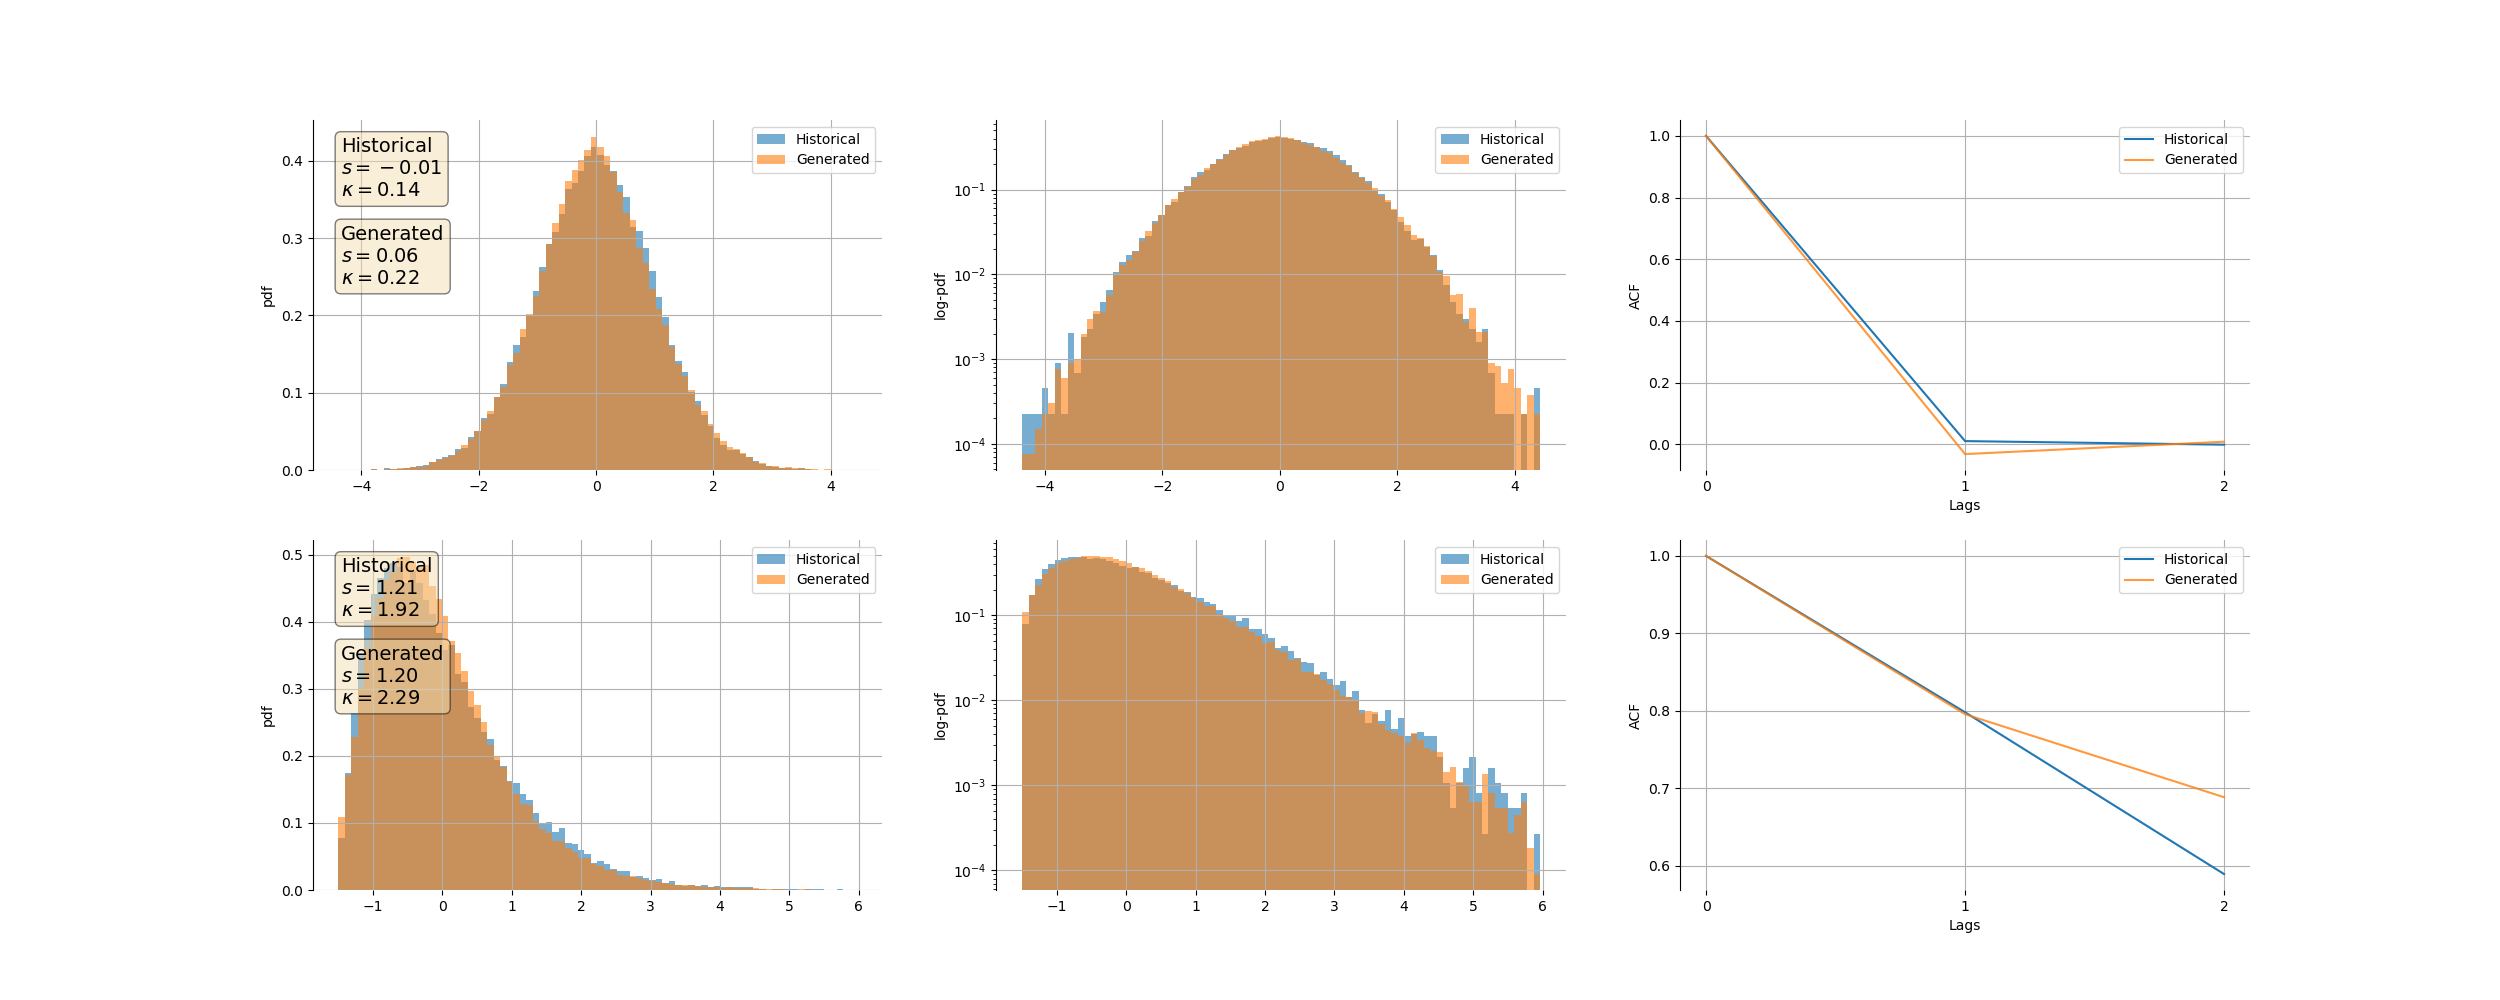 Historical
s = −0.01
κ = 0.14
Generated
s = 0.06
κ = 0.22
Historical
Generated
pdf
0.4
0.3
0.2
0.1
0.0
−4 −2 0 2 4
Historical
Generated
log-pdf
10⁻¹
10⁻²
10⁻³
10⁻⁴
−4 −2 0 2 4
Historical
Generated
ACF
1.0
0.8
0.6
0.4
0.2
0.0
0 1 2
Lags
Historical
s = 1.21
κ = 1.92
Generated
s = 1.20
κ = 2.29
Historical
Generated
pdf
0.5
0.4
0.3
0.2
0.1
0.0
−1 0 1 2 3 4 5 6
Historical
Generated
log-pdf
10⁻¹
10⁻²
10⁻³
10⁻⁴
−1 0 1 2 3 4 5 6
Historical
Generated
ACF
1.0
0.9
0.8
0.7
0.6
0 1 2
Lags